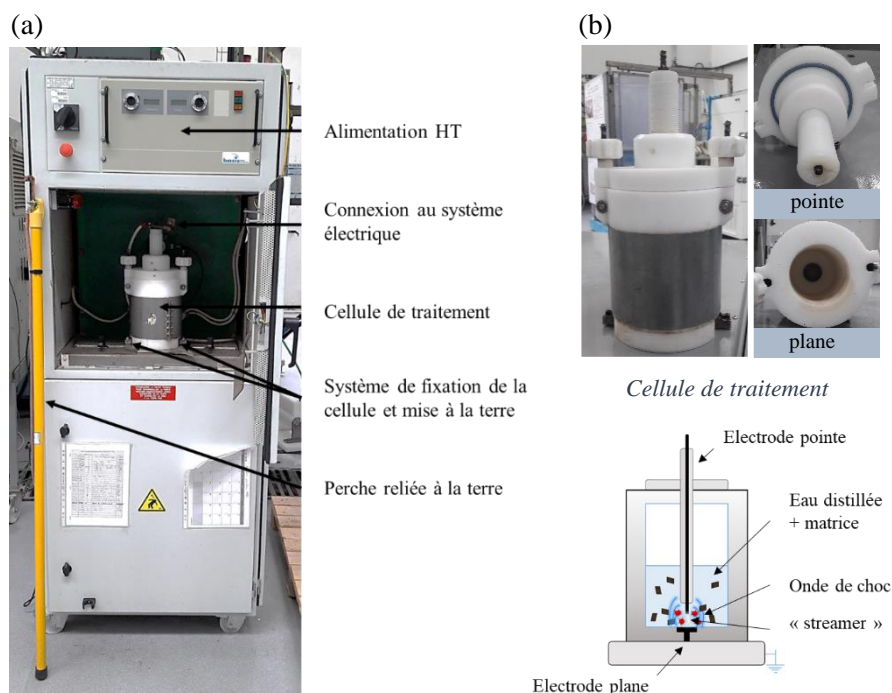 (a)
Alimentation HT
Connexion au système
électrique
Cellule de traitement
Système de fixation de la
cellule et mise à la terre
Perche reliée à la terre
(b)
pointe
plane
Cellule de traitement
Electrode pointe
Eau distillée
+ matrice
Onde de choc
« streamer »
Electrode plane